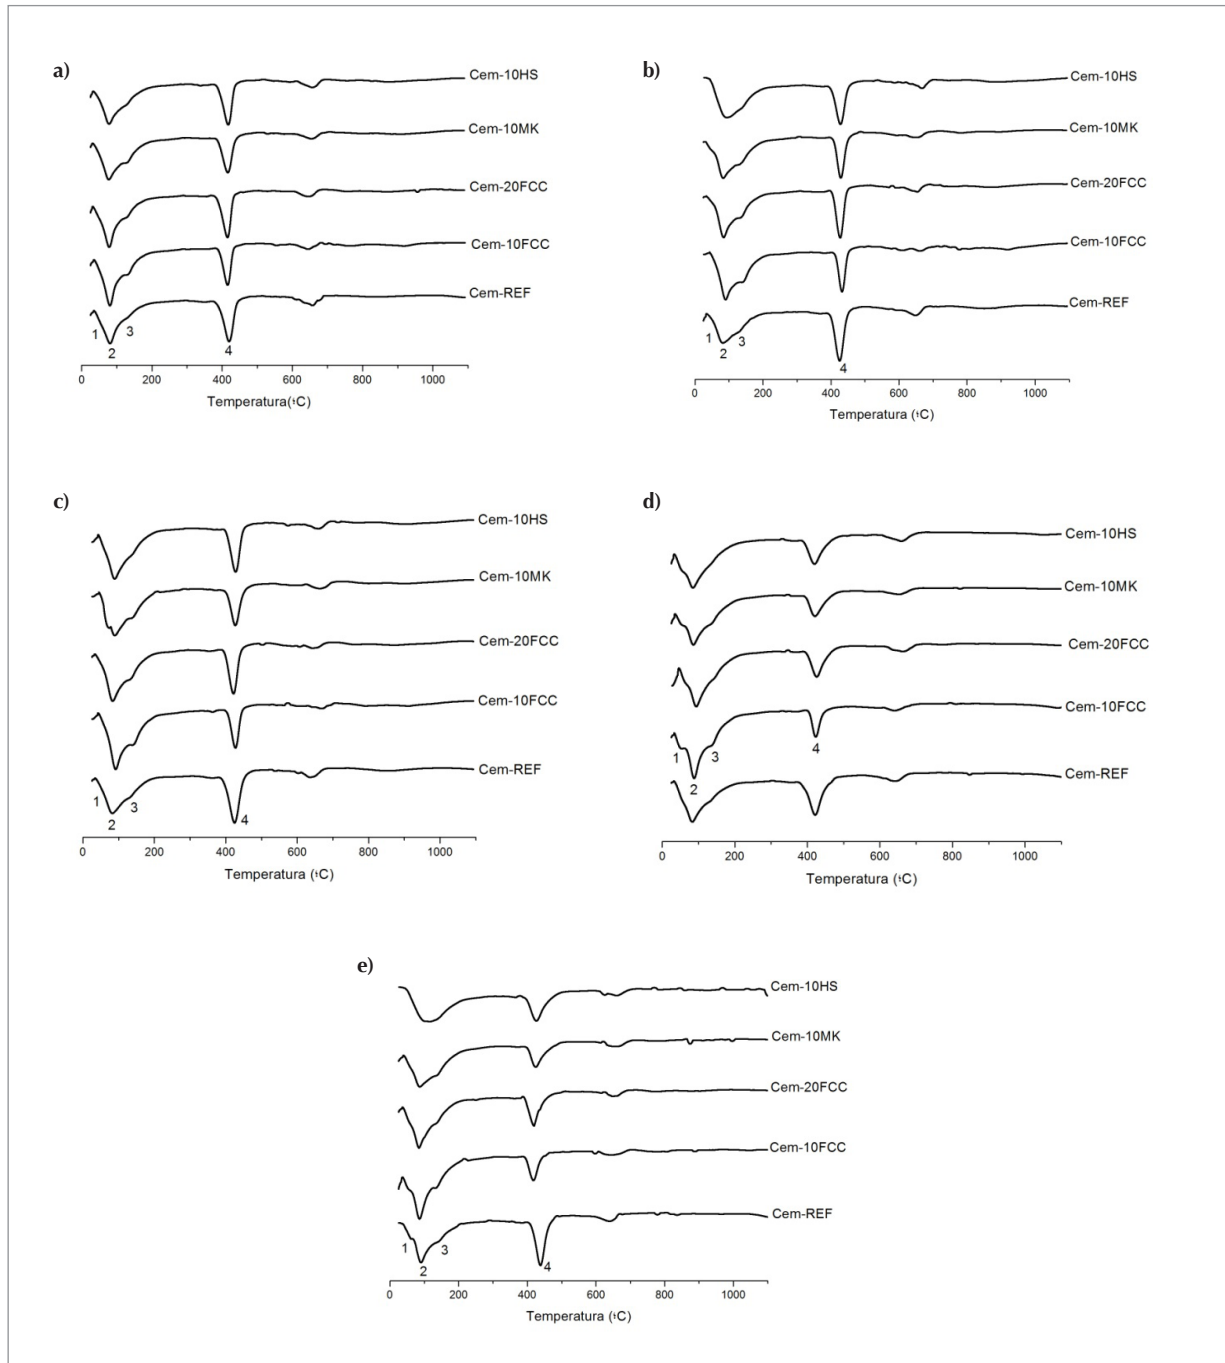 a)
Cem-10HS
Cem-10MK
Cem-20FCC
Cem-10FCC
Cem-REF
1
2
3
4
0 200 400 600 800 1000
Temperatura(°C)
b)
Cem-10HS
Cem-10MK
Cem-20FCC
Cem-10FCC
Cem-REF
1
2
3
4
0 200 400 600 800 1000
Temperatura (°C)
c)
Cem-10HS
Cem-10MK
Cem-20FCC
Cem-10FCC
Cem-REF
1
2
3
4
0 200 400 600 800 1000
Temperatura (°C)
d)
Cem-10HS
Cem-10MK
Cem-20FCC
Cem-10FCC
1
2
3
4
Cem-REF
0 200 400 600 800 1000
Temperatura (°C)
e)
Cem-10HS
Cem-10MK
Cem-20FCC
Cem-10FCC
Cem-REF
1
2
3
4
0 200 400 600 800 1000
Temperatura (°C)